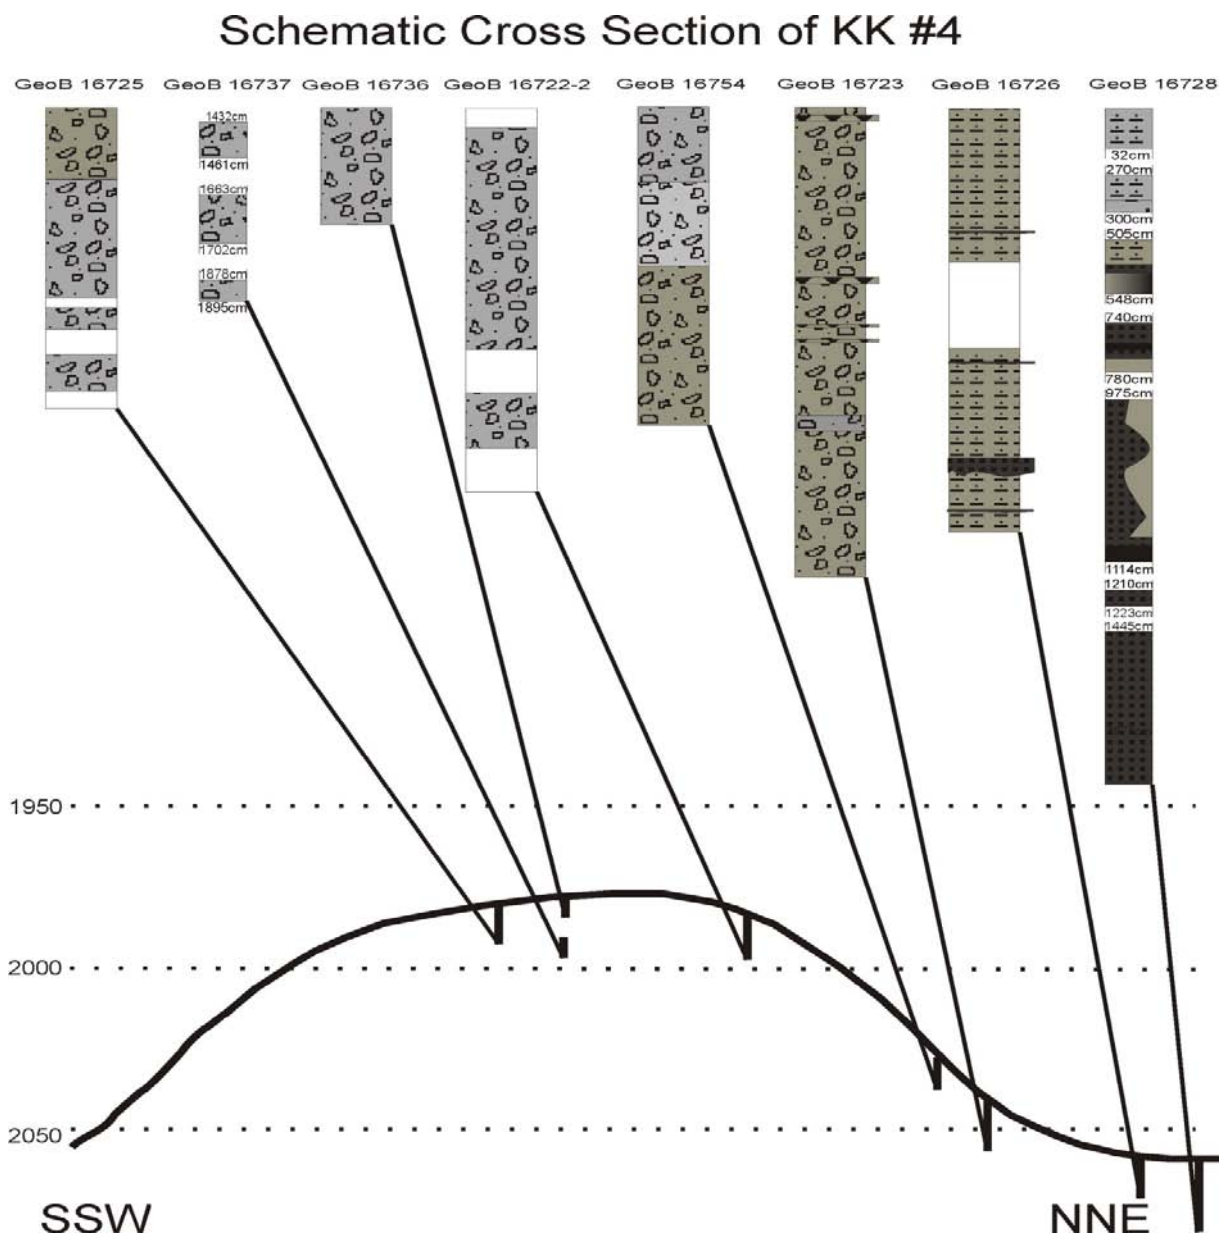 Schematic Cross Section of KK #4
GeoB 16725 GeoB 16737 GeoB 16736 GeoB 16722-2 GeoB 16754 GeoB 16723 GeoB 16726 GeoB 16728
1432cm
1461cm
1663cm
1702cm
1878cm
1895cm
32cm
270cm
300cm
505cm
548cm
740cm
780cm
975cm
1114cm
1210cm
1223cm
1445cm
1950
2000
2050
SSW NNE